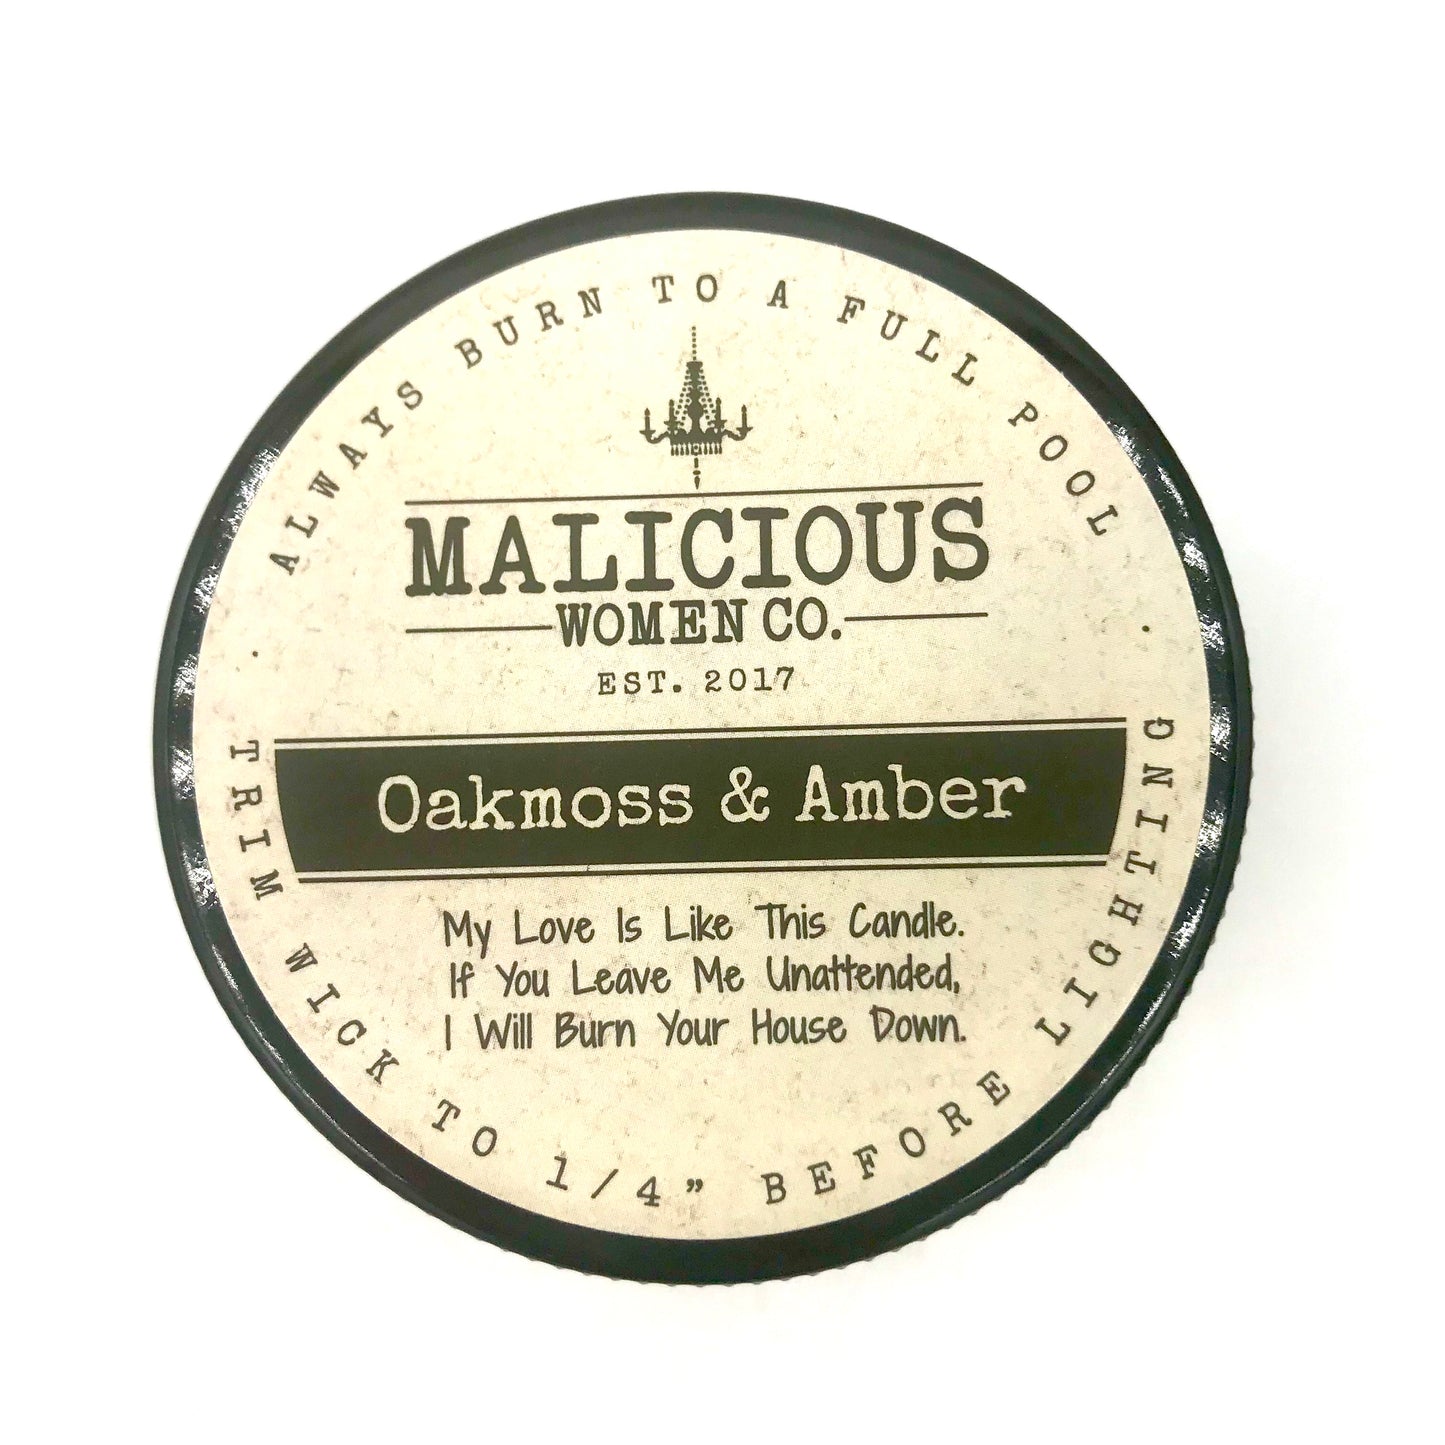 ALWAYS BURN TO A FULL POOL
MALICIOUS
WOMEN CO.
EST. 2017
Oakmoss & Amber
My Love Is Like This Candle.
If You Leave Me Unattended,
I Will Burn Your House Down.
TRIM WICK TO 1/4” BEFORE LIGHTING